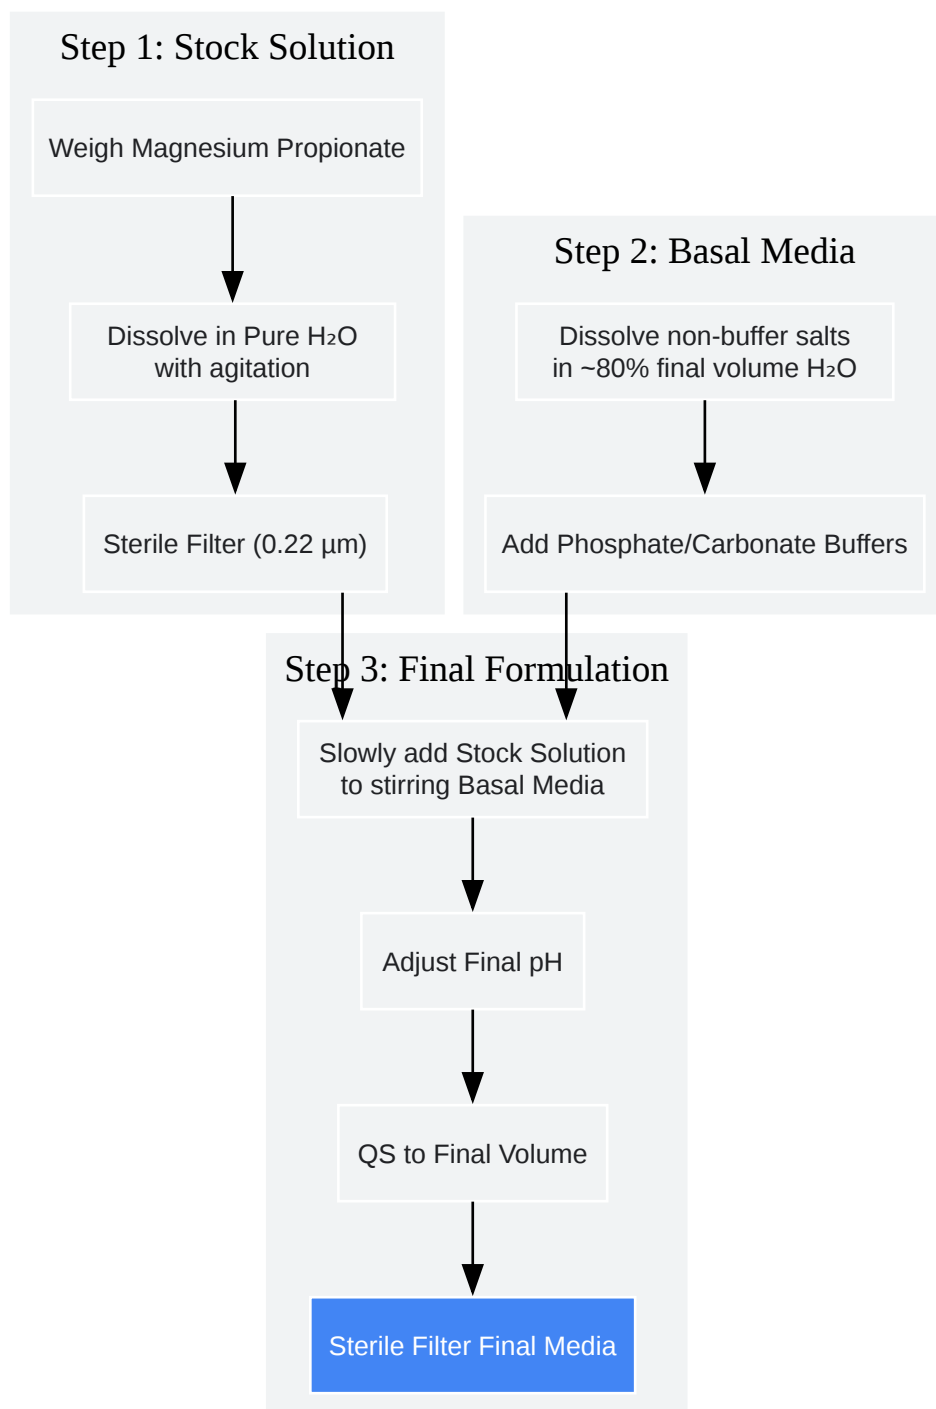 Step 1: Stock Solution
Weigh Magnesium Propionate
Dissolve in Pure H₂O
with agitation
Sterile Filter (0.22 µm)
Step 2: Basal Media
Dissolve non-buffer salts
in ~80% final volume H₂O
Add Phosphate/Carbonate Buffers
Step 3: Final Formulation
Slowly add Stock Solution
to stirring Basal Media
Adjust Final pH
QS to Final Volume
Sterile Filter Final Media